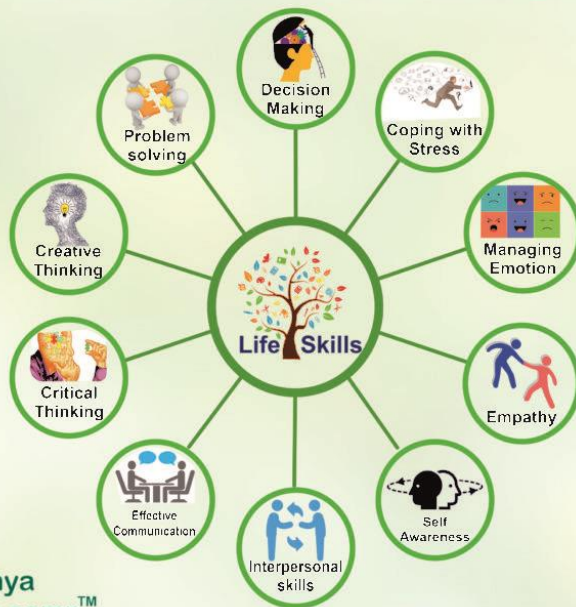 Decision
Making
Problem
solving
Coping with
Stress
Creative
Thinking
Managing
Emotion
Life Skills
Critical
Thinking
Empathy
Effective
Communication
Self
Awareness
Interpersonal
skills
nya
TM